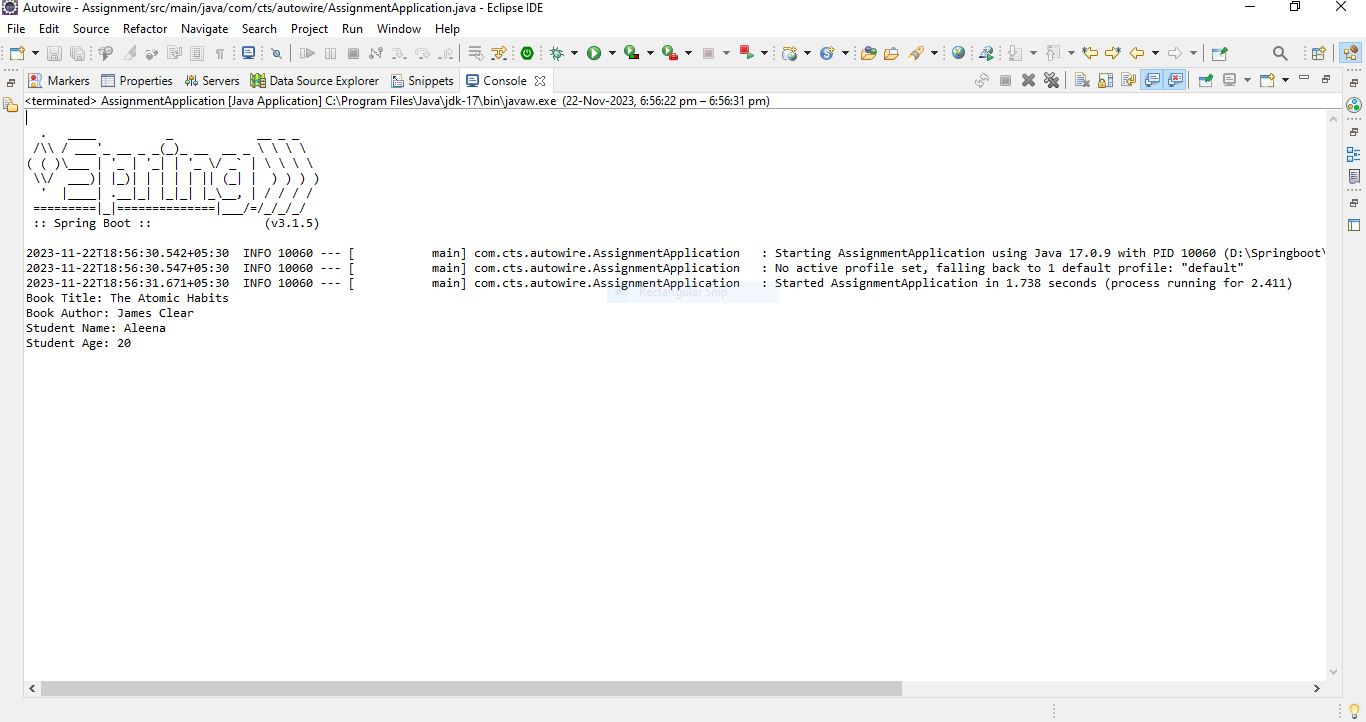 Autowire - Assignment/src/main/java/com/cts/autowire/AssignmentApplication.java - Eclipse IDE
File Edit Source Refactor Navigate Search Project Run Window Help
Markers Properties Servers Data Source Explorer Snippets Console
<terminated> AssignmentApplication [Java Application] C:\Program Files\Java\jdk-17\bin\javaw.exe (22-Nov-2023, 6:56:22 pm – 6:56:31 pm)
Spring
:: Spring Boot :: (v3.1.5)
2023-11-22T18:56:30.542+05:30 INFO 10060 --- [ main] com.cts.autowire.AssignmentApplication : Starting AssignmentApplication using Java 17.0.9 with PID 10060 (D:\Springboot\
2023-11-22T18:56:30.547+05:30 INFO 10060 --- [ main] com.cts.autowire.AssignmentApplication : No active profile set, falling back to 1 default profile: "default"
2023-11-22T18:56:31.671+05:30 INFO 10060 --- [ main] com.cts.autowire.AssignmentApplication : Started AssignmentApplication in 1.738 seconds (process running for 2.411)
Rectangular Snip
Book Title: The Atomic Habits
Book Author: James Clear
Student Name: Aleena
Student Age: 20